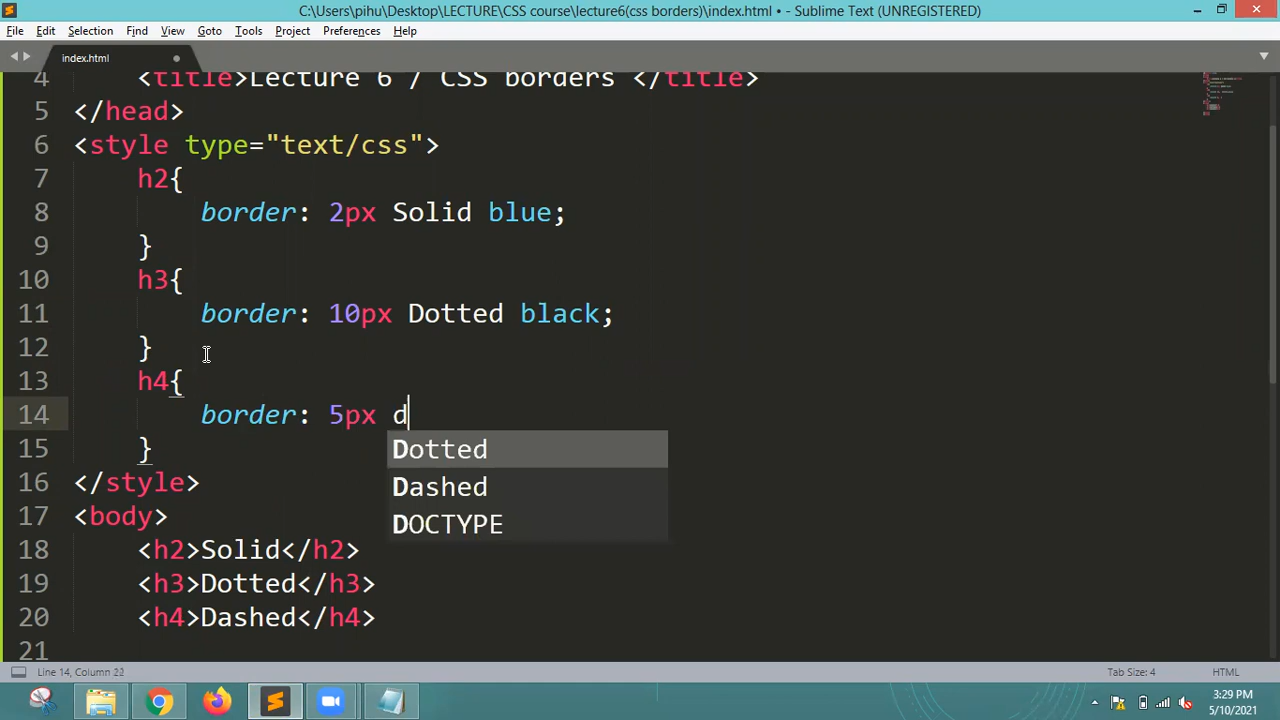 C:\Users\pihu\Desktop\LECTURE\CSS course\lecture6(css borders)\index.html • - Sublime Text (UNREGISTERED)
File Edit Selection Find View Goto Tools Project Preferences Help
index.html
4 <title>Lecture 6 / CSS borders </title>
5 </head>
6 <style type="text/css">
7 h2{
8 border: 2px Solid blue;
9 }
10 h3{
11 border: 10px Dotted black;
12 }
13 h4{
14 border: 5px d
Dotted
15 }
Dashed
16 </style>
17 <body>
DOCTYPE
18 <h2>Solid</h2>
19 <h3>Dotted</h3>
20 <h4>Dashed</h4>
21
Line 14, Column 22 Tab Size: 4 HTML
3:29 PM
5/10/2021